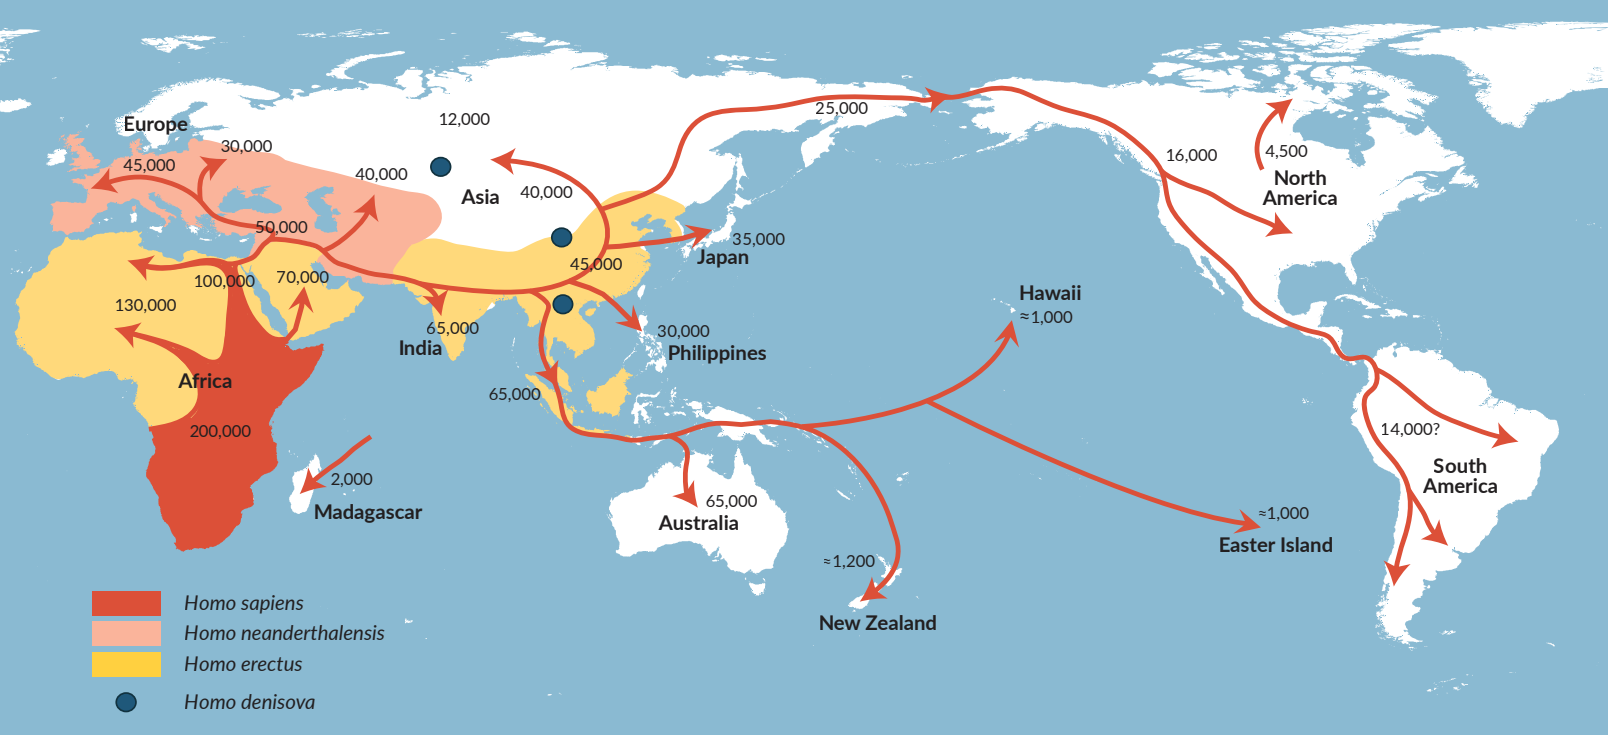 25,000
12,000
Europe
30,000
45,000
40,000
16,000
4,500
North
America
Asia
40,000
50,000
35,000
Japan
45,000
100,000
70,000
130,000
Hawaii
≈1,000
65,000
India
30,000
Philippines
Africa
65,000
200,000
14,000?
South
America
2,000
Madagascar
65,000
Australia
≈1,000
Easter Island
≈1,200
New Zealand
Homo sapiens
Homo neanderthalensis
Homo erectus
Homo denisova